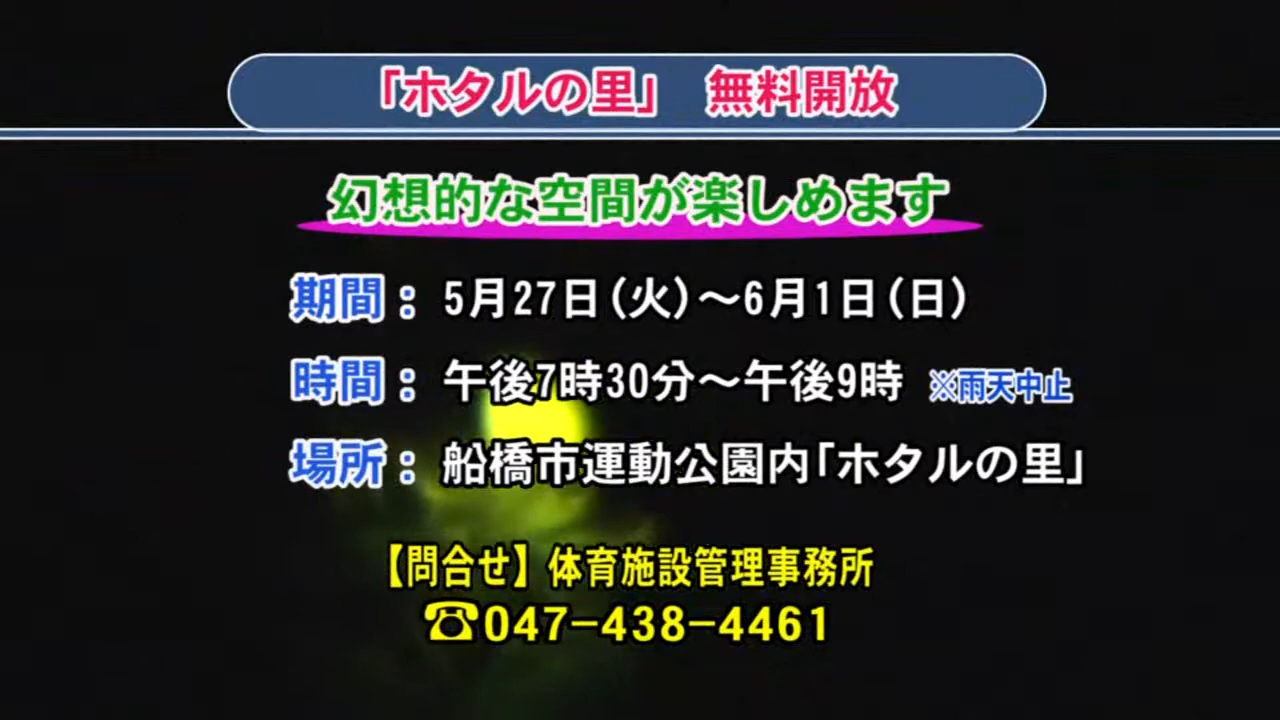 「ホタルの里」 無料開放
幻想的な空間が楽しめます
期間：5月27日(火)～6月1日(日)
時間：午後7時30分～午後9時 ※雨天中止
場所：船橋市運動公園内「ホタルの里」
【問合せ】体育施設管理事務所
☎047-438-4461